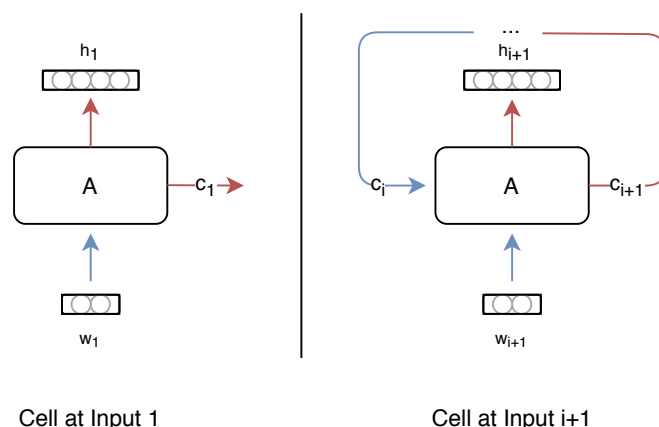 h1
A
c1
w1
Cell at Input 1
...
hi+1
ci
A
ci+1
wi+1
Cell at Input i+1